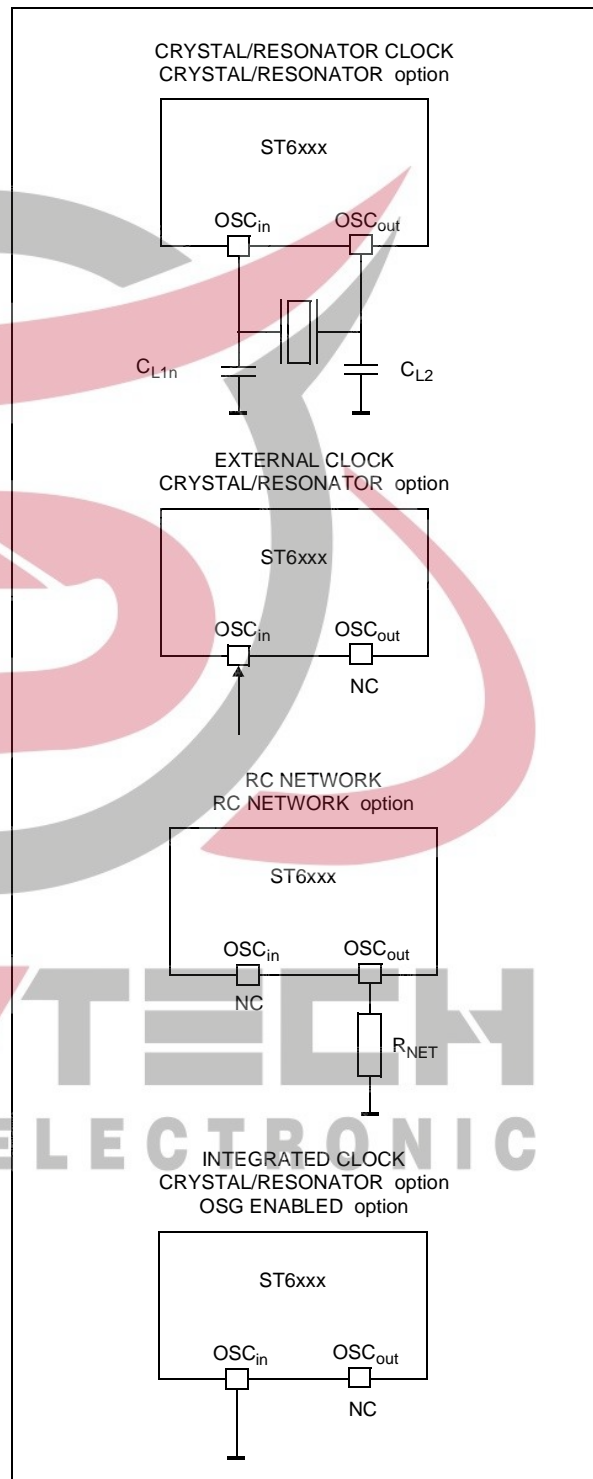 CRYSTAL/RESONATOR CLOCK
CRYSTAL/RESONATOR option
ST6xxx
OSCin OSCout
CL1n CL2
EXTERNAL CLOCK
CRYSTAL/RESONATOR option
ST6xxx
OSCin OSCout
NC
RC NETWORK
RC NETWORK option
ST6xxx
OSCin OSCout
NC
RNET
TECH
ELECTRONIC
INTEGRATED CLOCK
CRYSTAL/RESONATOR option
OSG ENABLED option
ST6xxx
OSCin OSCout
NC